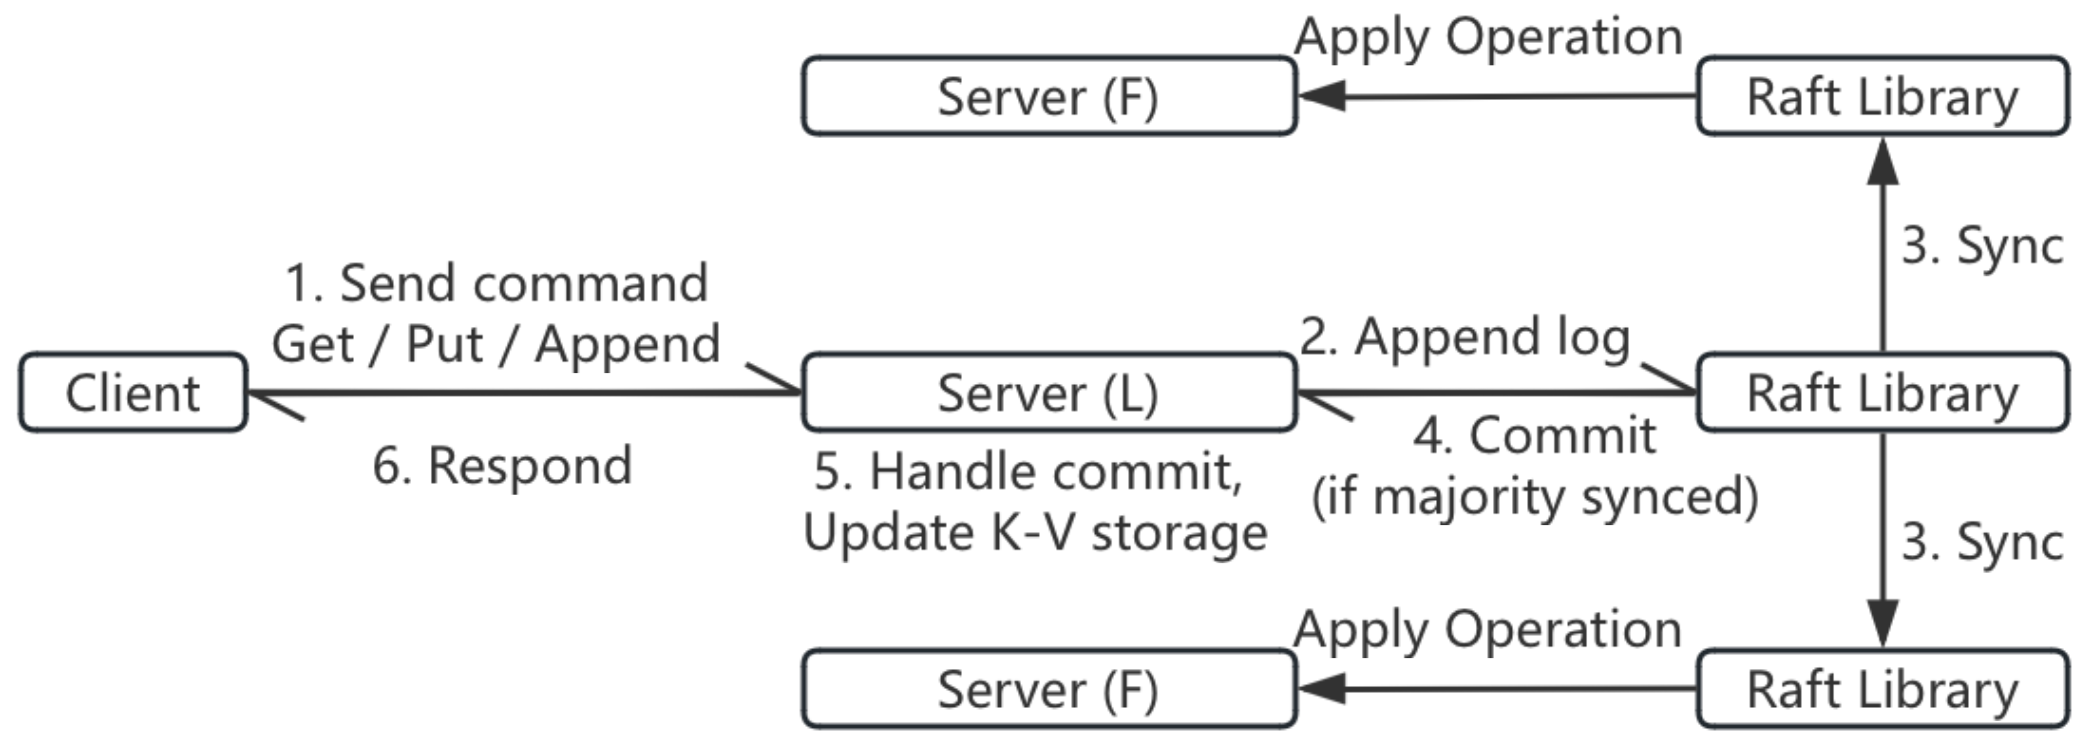 Apply Operation
Server (F)
Raft Library
3. Sync
1. Send command
Get / Put / Append
2. Append log
Client
Server (L)
Raft Library
6. Respond
5. Handle commit,
Update K-V storage
4. Commit
(if majority synced)
3. Sync
Apply Operation
Server (F)
Raft Library